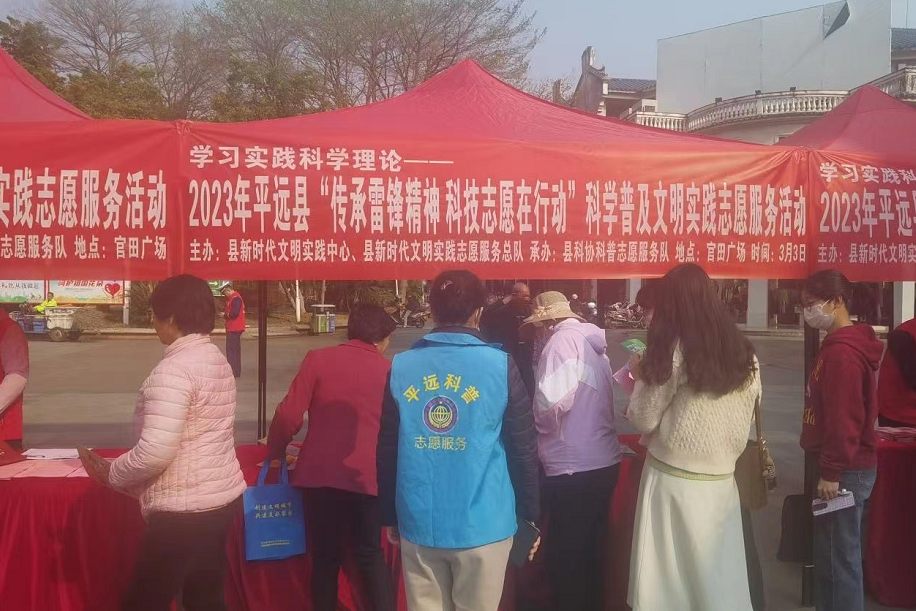 实践志愿服务活动
志愿服务队 地点：官田广场
学习实践科学理论——
2023年平远县“传承雷锋精神 科技志愿在行动”科学普及文明实践志愿服务活动
主办：县新时代文明实践中心、县新时代文明实践志愿服务总队 承办：县科协科普志愿服务队 地点：官田广场 时间：3月3日
学习实践科
2023年平远
主办：县新时代文明实
平远科普
志愿服务